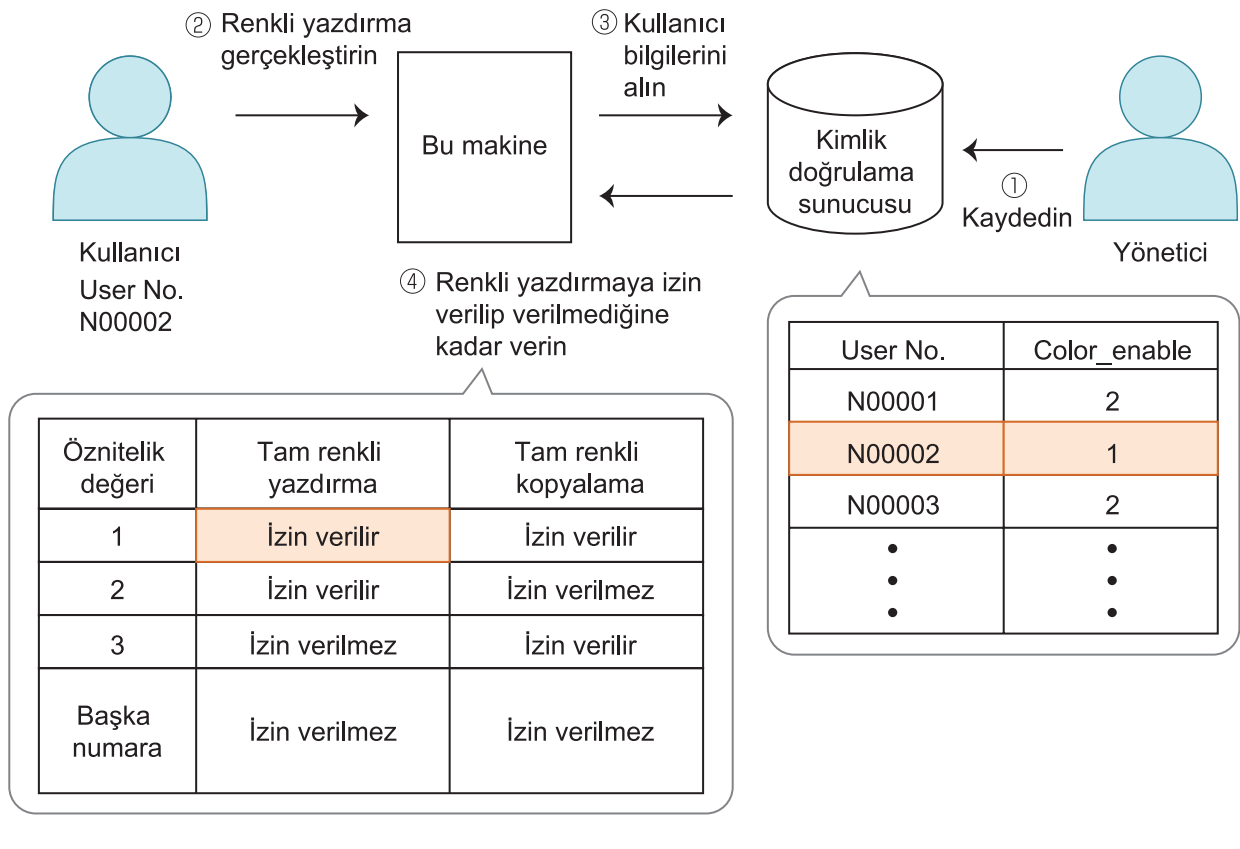 ② Renkli yazdırma
gerçekleştirin
③ Kullanıcı
bilgilerini
alın
Bu makine
Kimlik
doğrulama
sunucusu
①
Kaydedin
Kullanıcı
User No.
N00002
Yönetici
④ Renkli yazdırmaya izin
verilip verilmediğine
kadar verin
User No. Color_enable
N00001 2
N00002 1
N00003 2
Öznitelik
değeri
Tam renkli
yazdırma
Tam renkli
kopyalama
1 İzin verilir İzin verilir
2 İzin verilir İzin verilmez
3 İzin verilmez İzin verilir
Başka
numara
İzin verilmez İzin verilmez